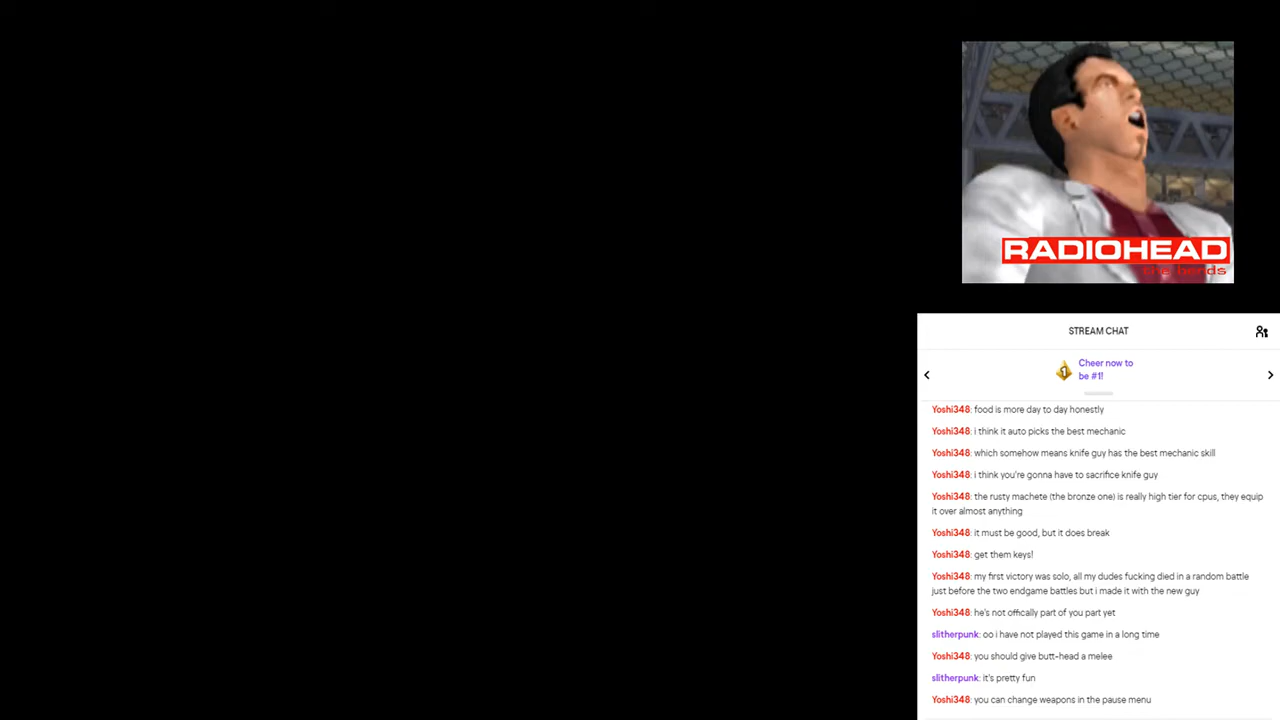 RADIOHEAD
the bends
STREAM CHAT
Cheer now to
be #1!
Yoshi348: food is more day to day honestly
Yoshi348: i think it auto picks the best mechanic
Yoshi348: which somehow means knife guy has the best mechanic skill
Yoshi348: i think you're gonna have to sacrifice knife guy
Yoshi348: the rusty machete (the bronze one) is really high tier for cpus, they equip
it over almost anything
Yoshi348: it must be good, but it does break
Yoshi348: get them keys!
Yoshi348: my first victory was solo, all my dudes fucking died in a random battle
just before the two endgame battles but i made it with the new guy
Yoshi348: he's not offically part of you part yet
slitherpunk: oo i have not played this game in a long time
Yoshi348: you should give butt-head a melee
slitherpunk: it's pretty fun
Yoshi348: you can change weapons in the pause menu